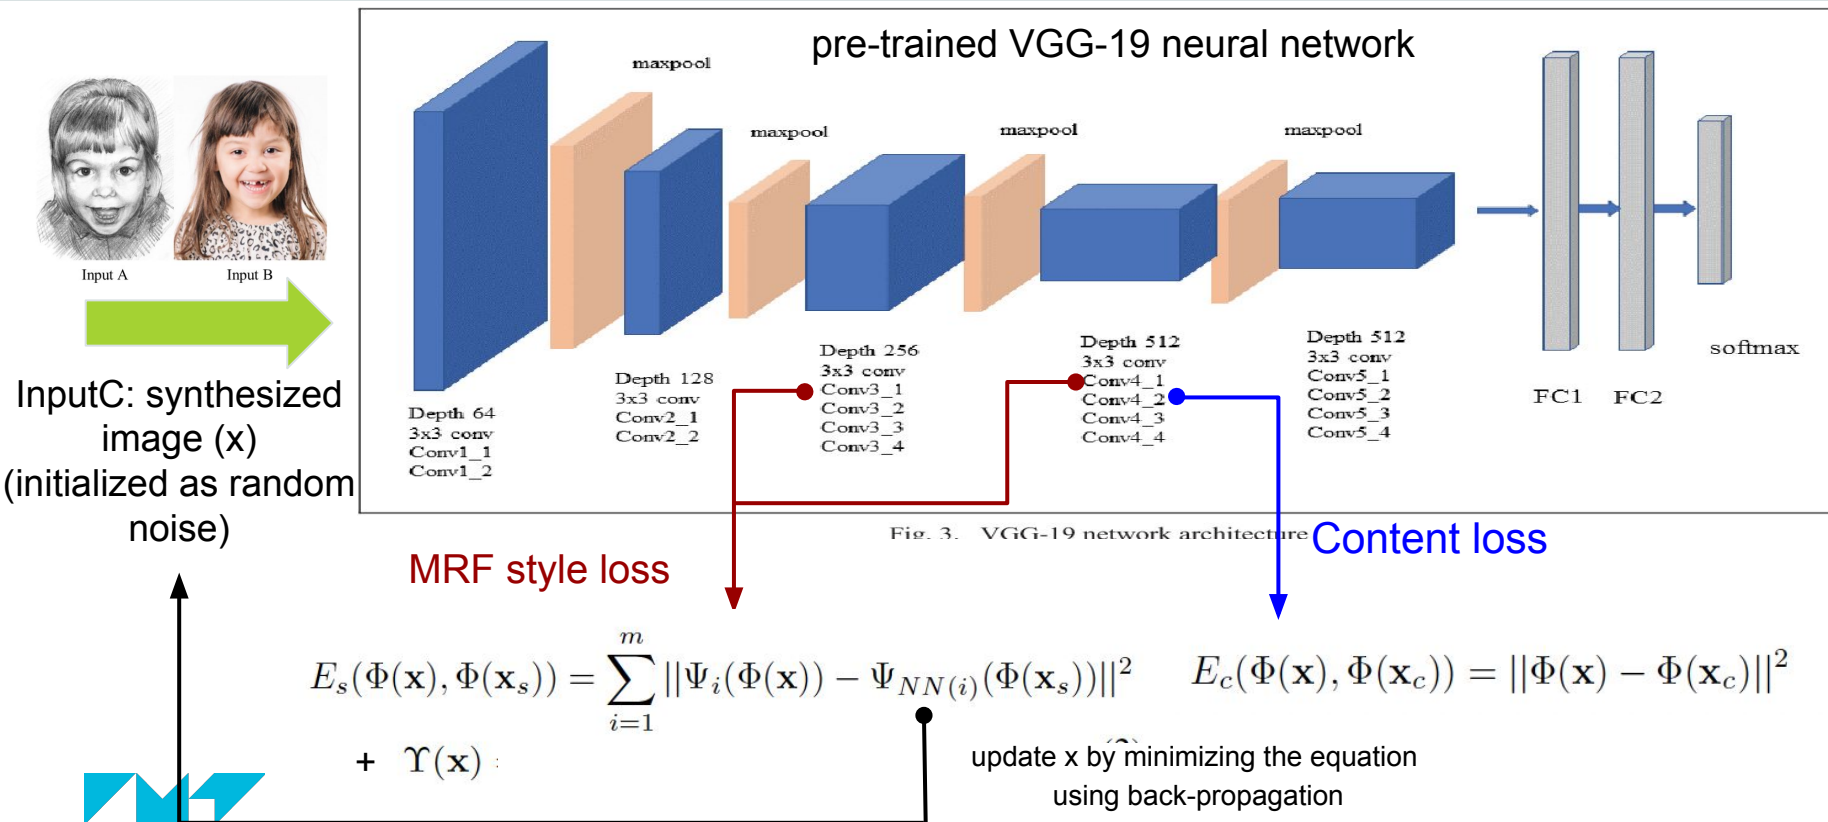 pre-trained VGG-19 neural network
maxpool
maxpool
maxpool
maxpool
Input A
Input B
InputC: synthesized
image (x)
(initialized as random
noise)
Depth 64
3x3 conv
Conv1_1
Conv1_2
Depth 128
3x3 conv
Conv2_1
Conv2_2
Depth 256
3x3 conv
Conv3_1
Conv3_2
Conv3_3
Conv3_4
Depth 512
3x3 conv
Conv4_1
Conv4_2
Conv4_3
Conv4_4
Depth 512
3x3 conv
Conv5_1
Conv5_2
Conv5_3
Conv5_4
FC1
FC2
softmax
Fig. 3. VGG-19 network architecture
MRF style loss
Content loss
E_s(Φ(x), Φ(x_s)) = ∑_{i=1}^{m} ||Ψ_i(Φ(x)) − Ψ_{NN(i)}(Φ(x_s))||^2
E_c(Φ(x), Φ(x_c)) = ||Φ(x) − Φ(x_c)||^2
+ Υ(x)
update x by minimizing the equation
using back-propagation